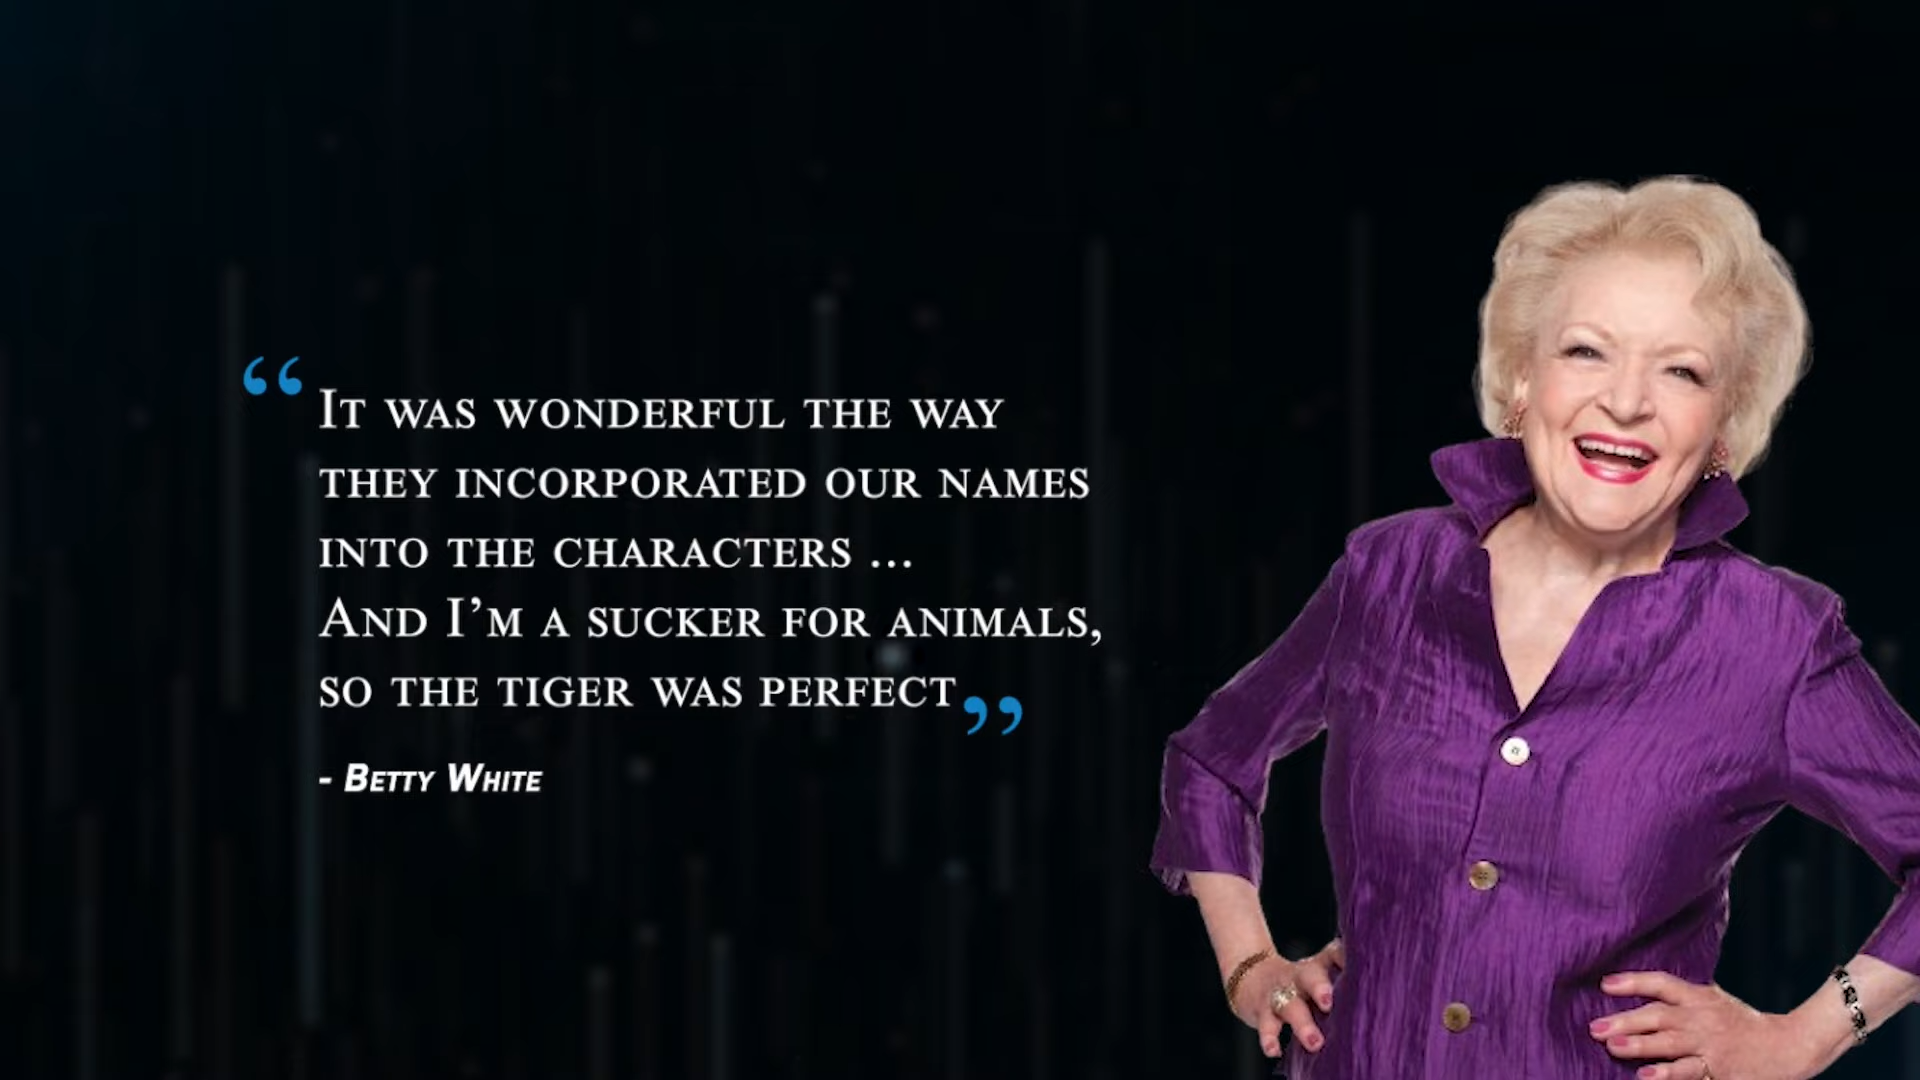 “It was wonderful the way
they incorporated our names
into the characters ...
And I’m a sucker for animals,
so the tiger was perfect”
- Betty White